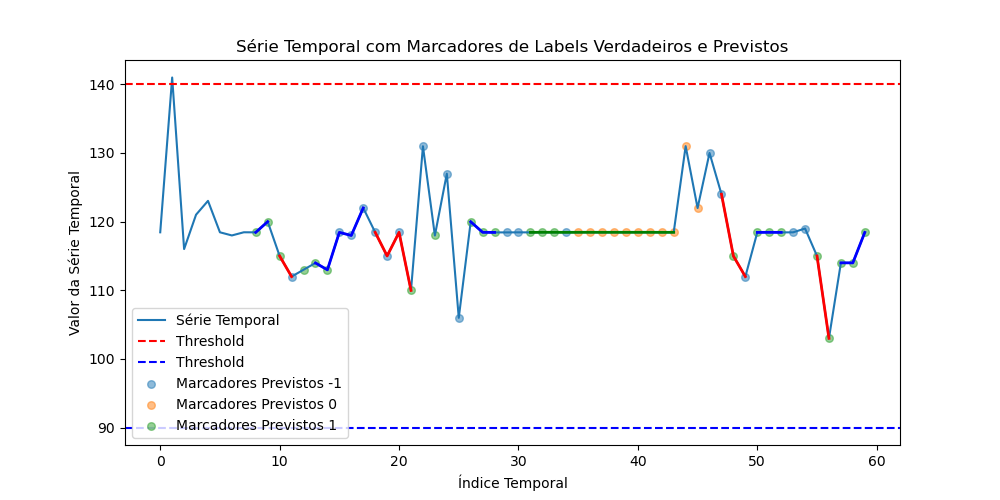 Série Temporal com Marcadores de Labels Verdadeiros e Previstos
Valor da Série Temporal
140
130
120
110
100
90
Série Temporal
Threshold
Threshold
Marcadores Previstos -1
Marcadores Previstos 0
Marcadores Previstos 1
0
10
20
30
40
50
60
Índice Temporal